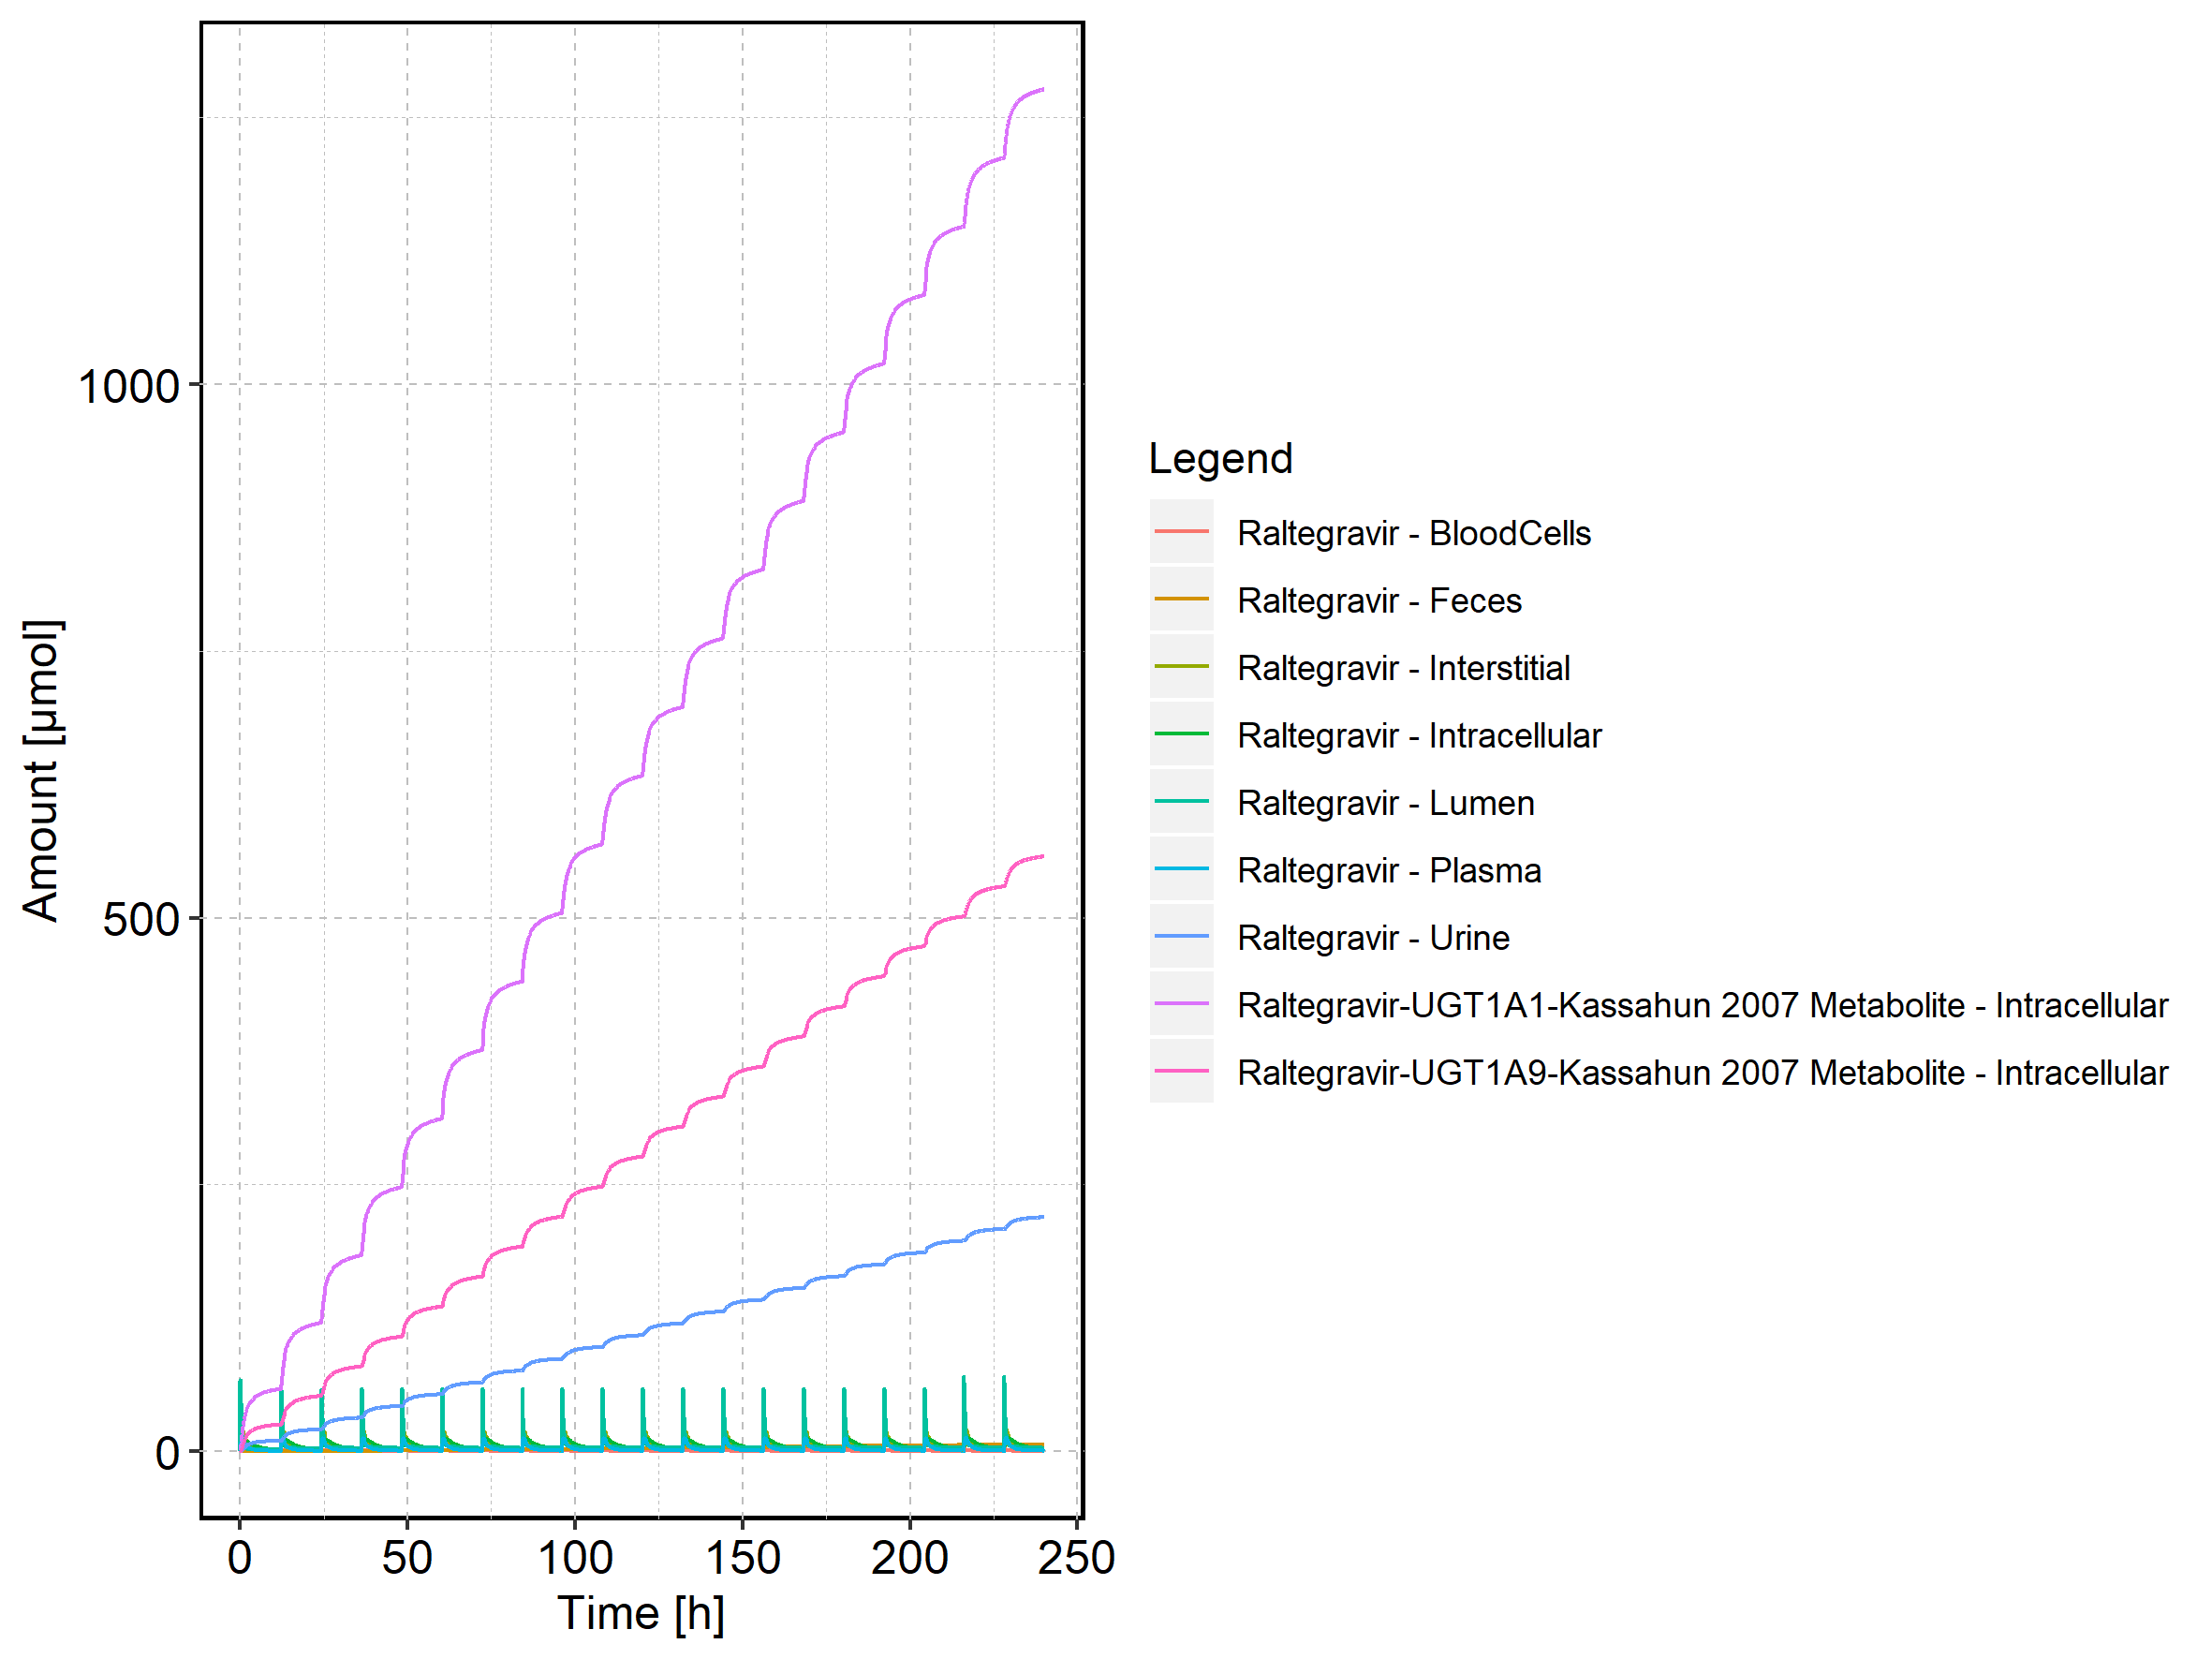 1000
500
0
Amount [µmol]
0 50 100 150 200 250
Time [h]
Legend
Raltegravir - BloodCells
Raltegravir - Feces
Raltegravir - Interstitial
Raltegravir - Intracellular
Raltegravir - Lumen
Raltegravir - Plasma
Raltegravir - Urine
Raltegravir-UGT1A1-Kassahun 2007 Metabolite - Intracellular
Raltegravir-UGT1A9-Kassahun 2007 Metabolite - Intracellular